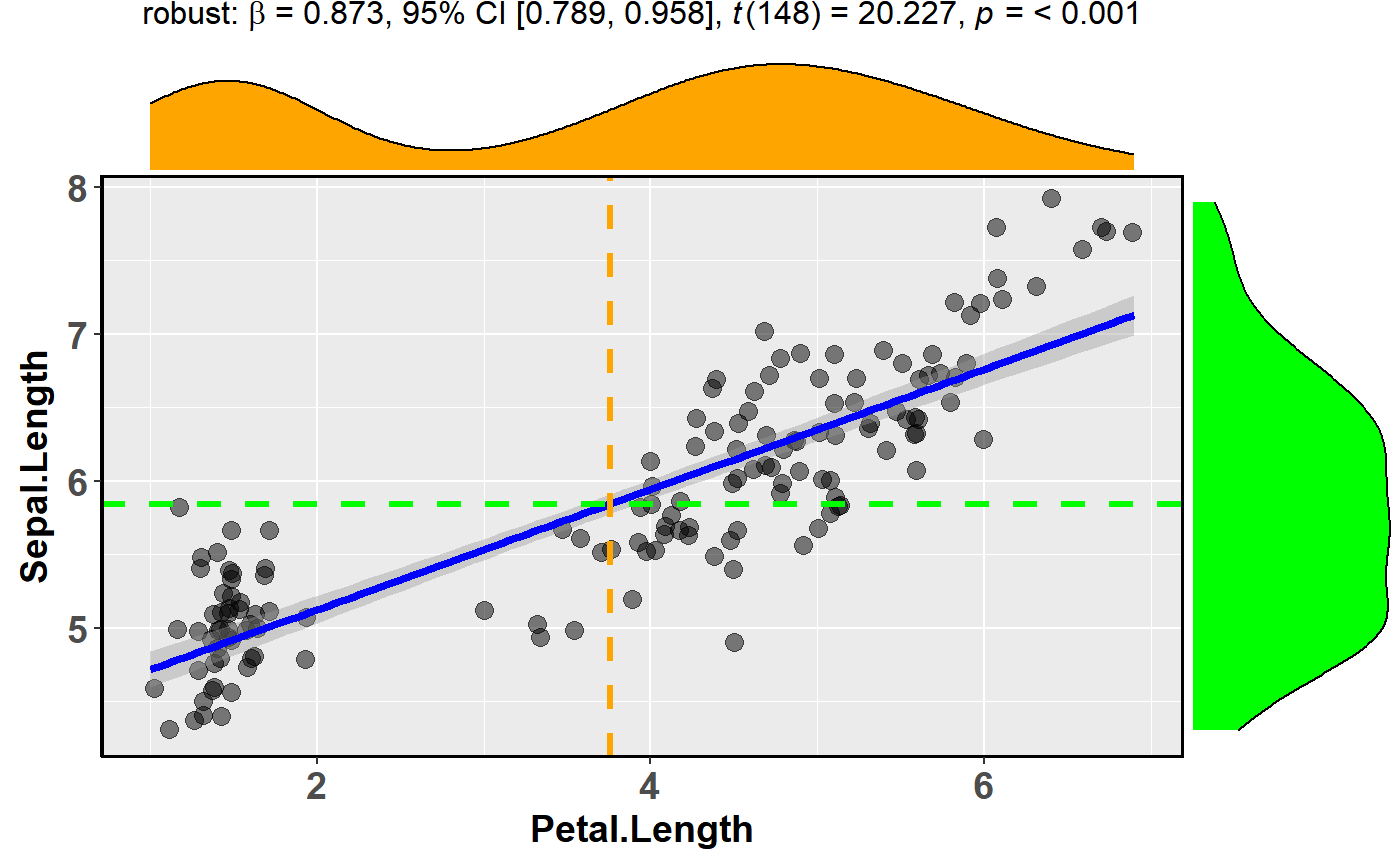 robust: β = 0.873, 95% CI [0.789, 0.958], t(148) = 20.227, p = < 0.001
8
7
6
5
Sepal.Length
2 4 6
Petal.Length